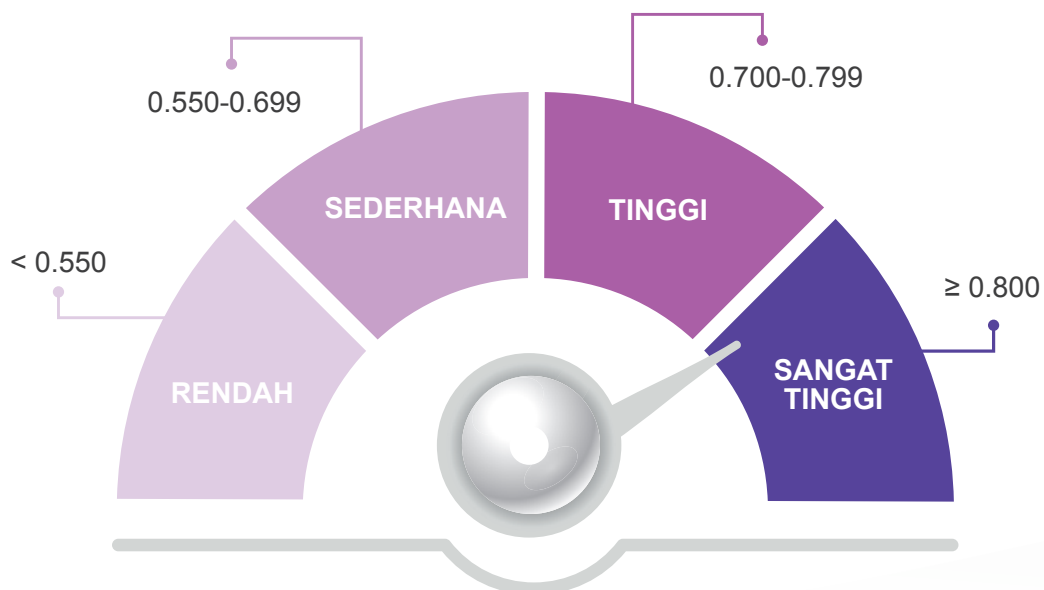 0.700-0.799
0.550-0.699
SEDERHANA
TINGGI
< 0.550
≥ 0.800
RENDAH
SANGAT
TINGGI